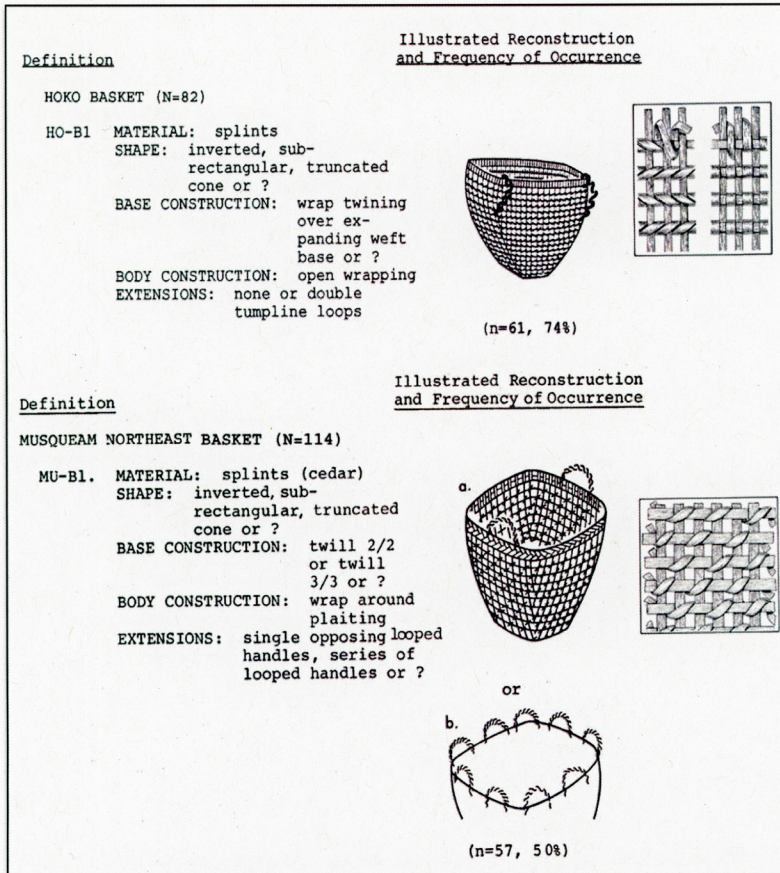 Illustrated Reconstruction
and Frequency of Occurrence
Definition
HOKO BASKET (N=82)
HO-B1 MATERIAL: splints
SHAPE: inverted, sub-
rectangular, truncated
cone or ?
BASE CONSTRUCTION: wrap twining
over ex-
panding weft
base or ?
BODY CONSTRUCTION: open wrapping
EXTENSIONS: none or double
tumpline loops
(n=61, 74%)
Illustrated Reconstruction
and Frequency of Occurrence
Definition
MUSQUEAM NORTHEAST BASKET (N=114)
MU-B1. MATERIAL: splints (cedar)
SHAPE: inverted, sub-
rectangular, truncated
cone or ?
BASE CONSTRUCTION: twill 2/2
or twill
3/3 or ?
BODY CONSTRUCTION: wrap around
plaiting
EXTENSIONS: single opposing looped
handles, series of
looped handles or ?
a.
or
b.
(n=57, 50%)